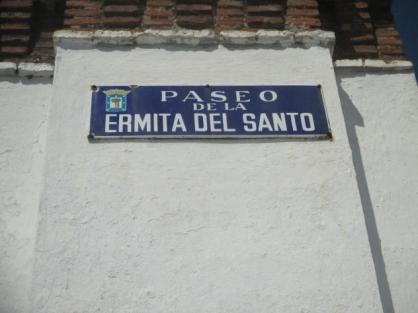 PASEO
DE LA
ERMITA DEL SANTO